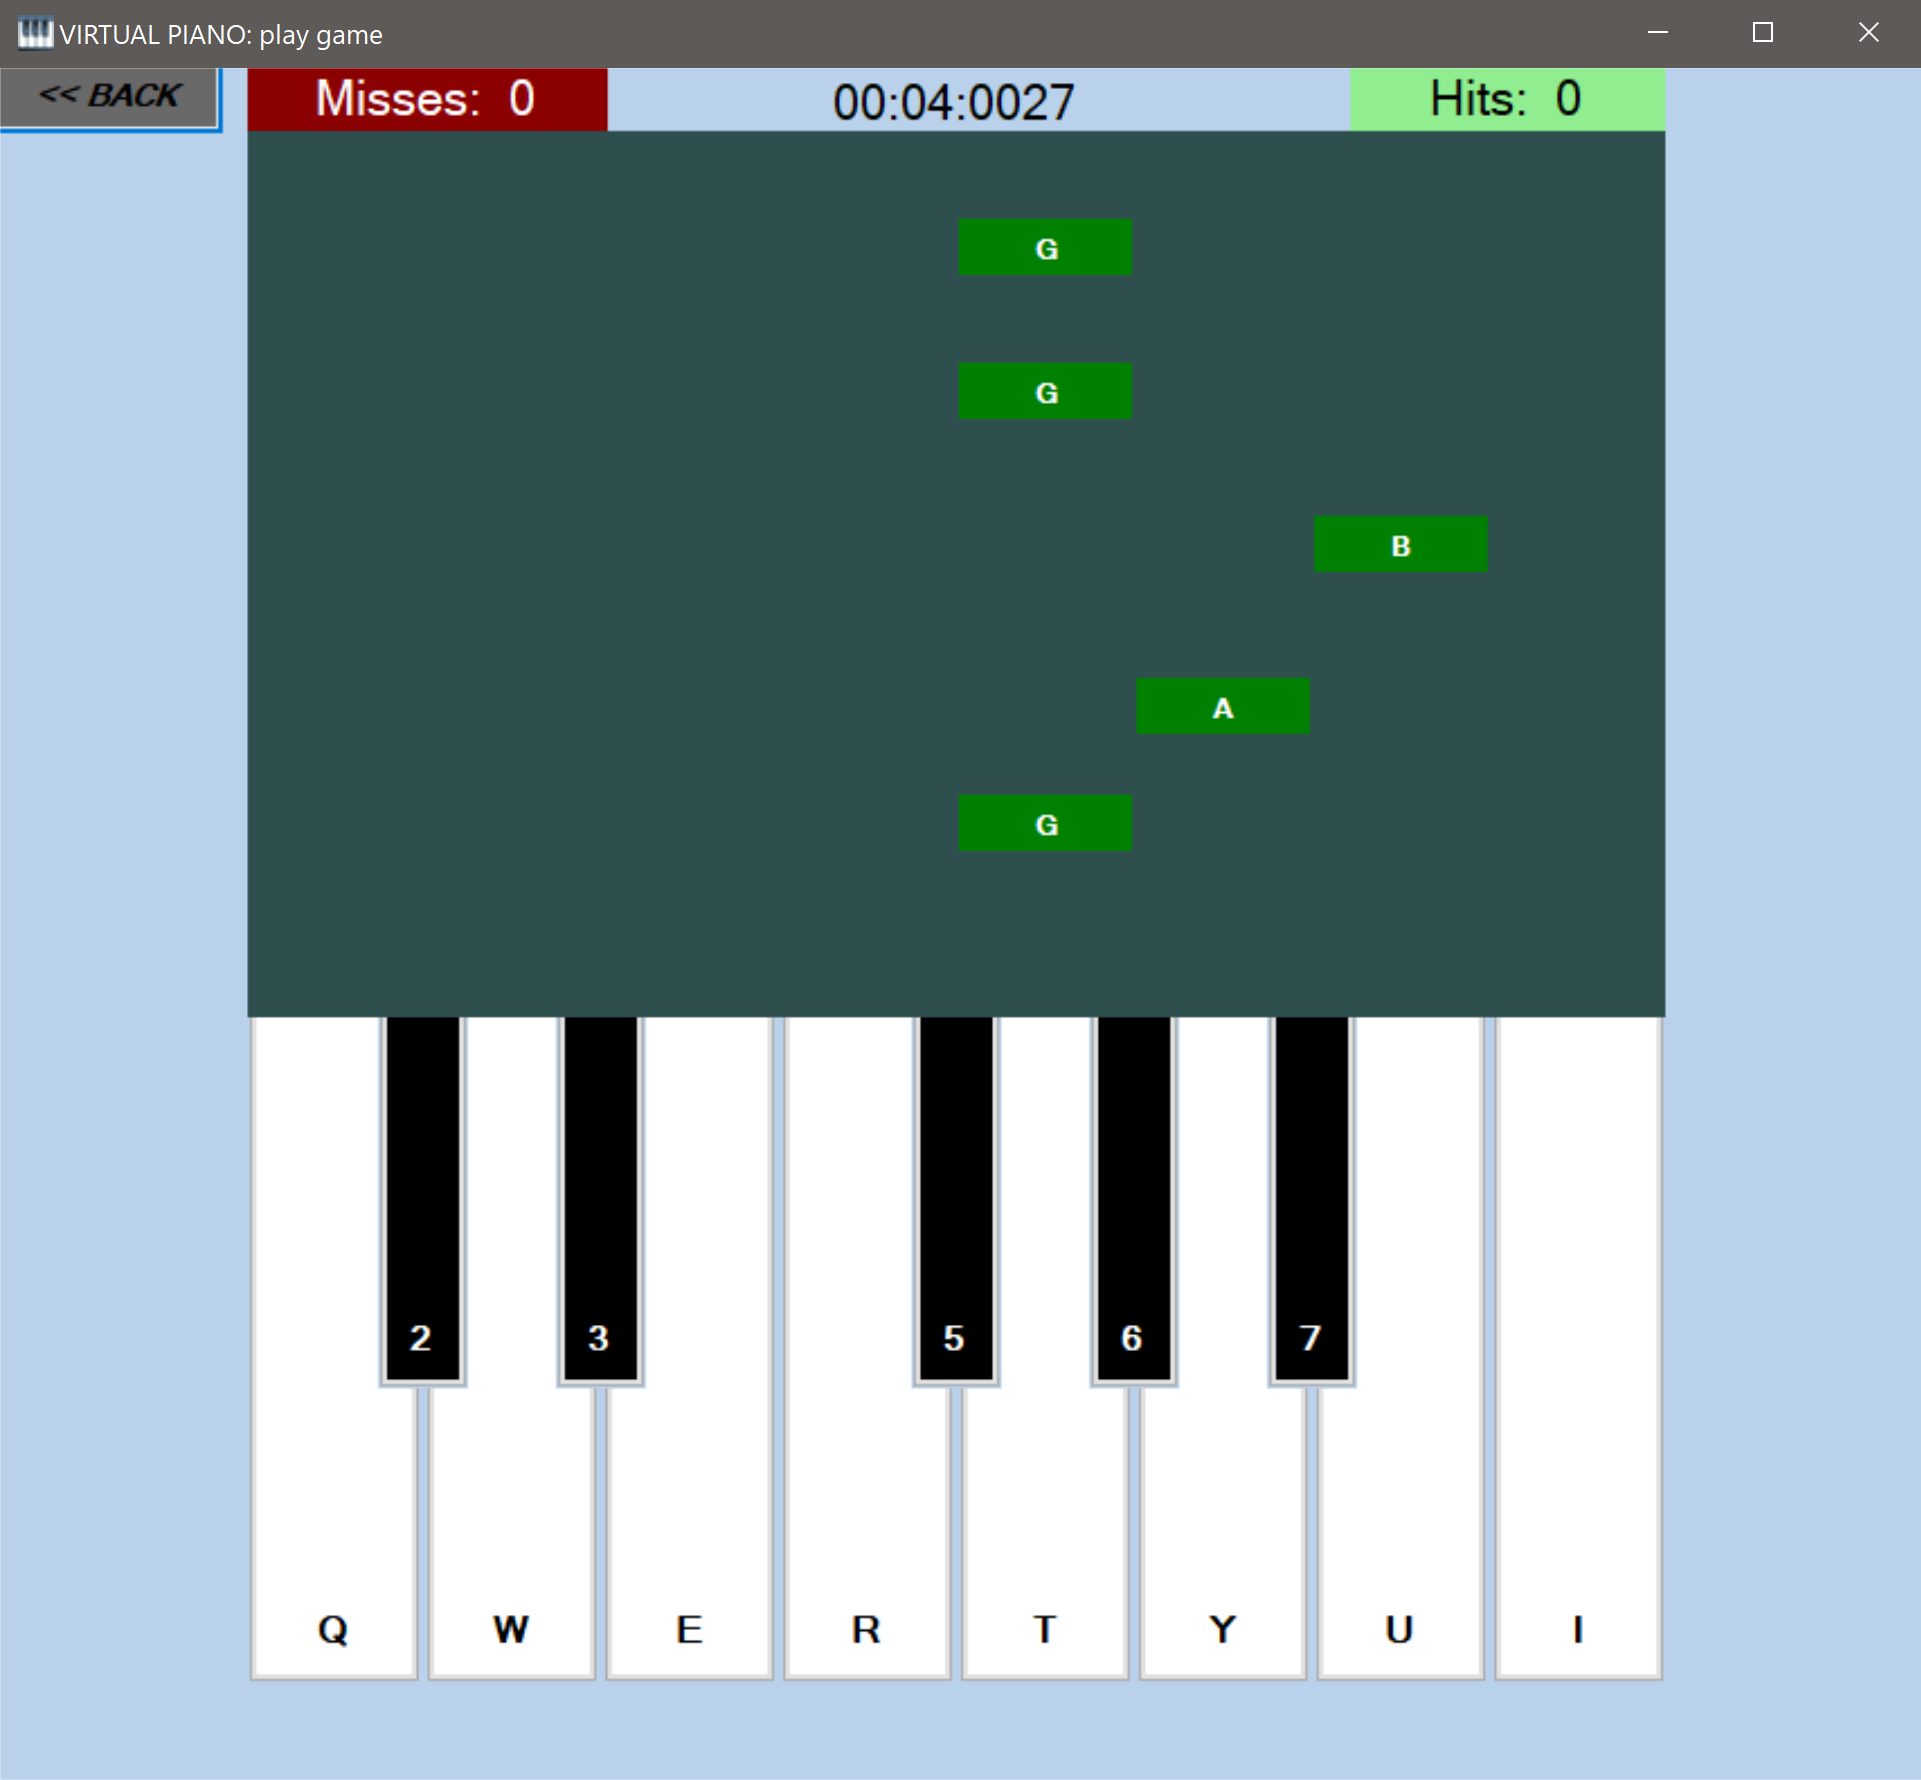 VIRTUAL PIANO: play game
<< BACK
Misses: 0
00:04:0027
Hits: 0
G
G
B
A
G
2 3 5 6 7
Q W E R T Y U I